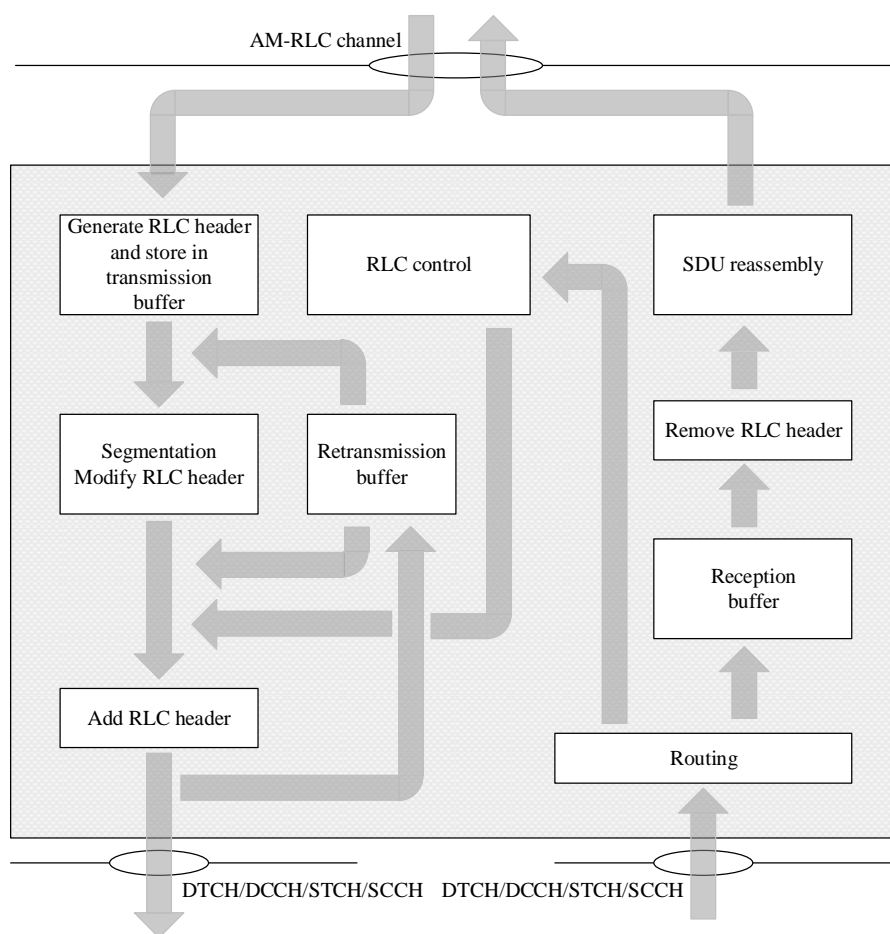 AM-RLC channel
Generate RLC header
and store in
transmission
buffer
RLC control
SDU reassembly
Segmentation
Modify RLC header
Retransmission
buffer
Remove RLC header
Reception
buffer
Add RLC header
Routing
DTCH/DCCH/STCH/SCCH
DTCH/DCCH/STCH/SCCH